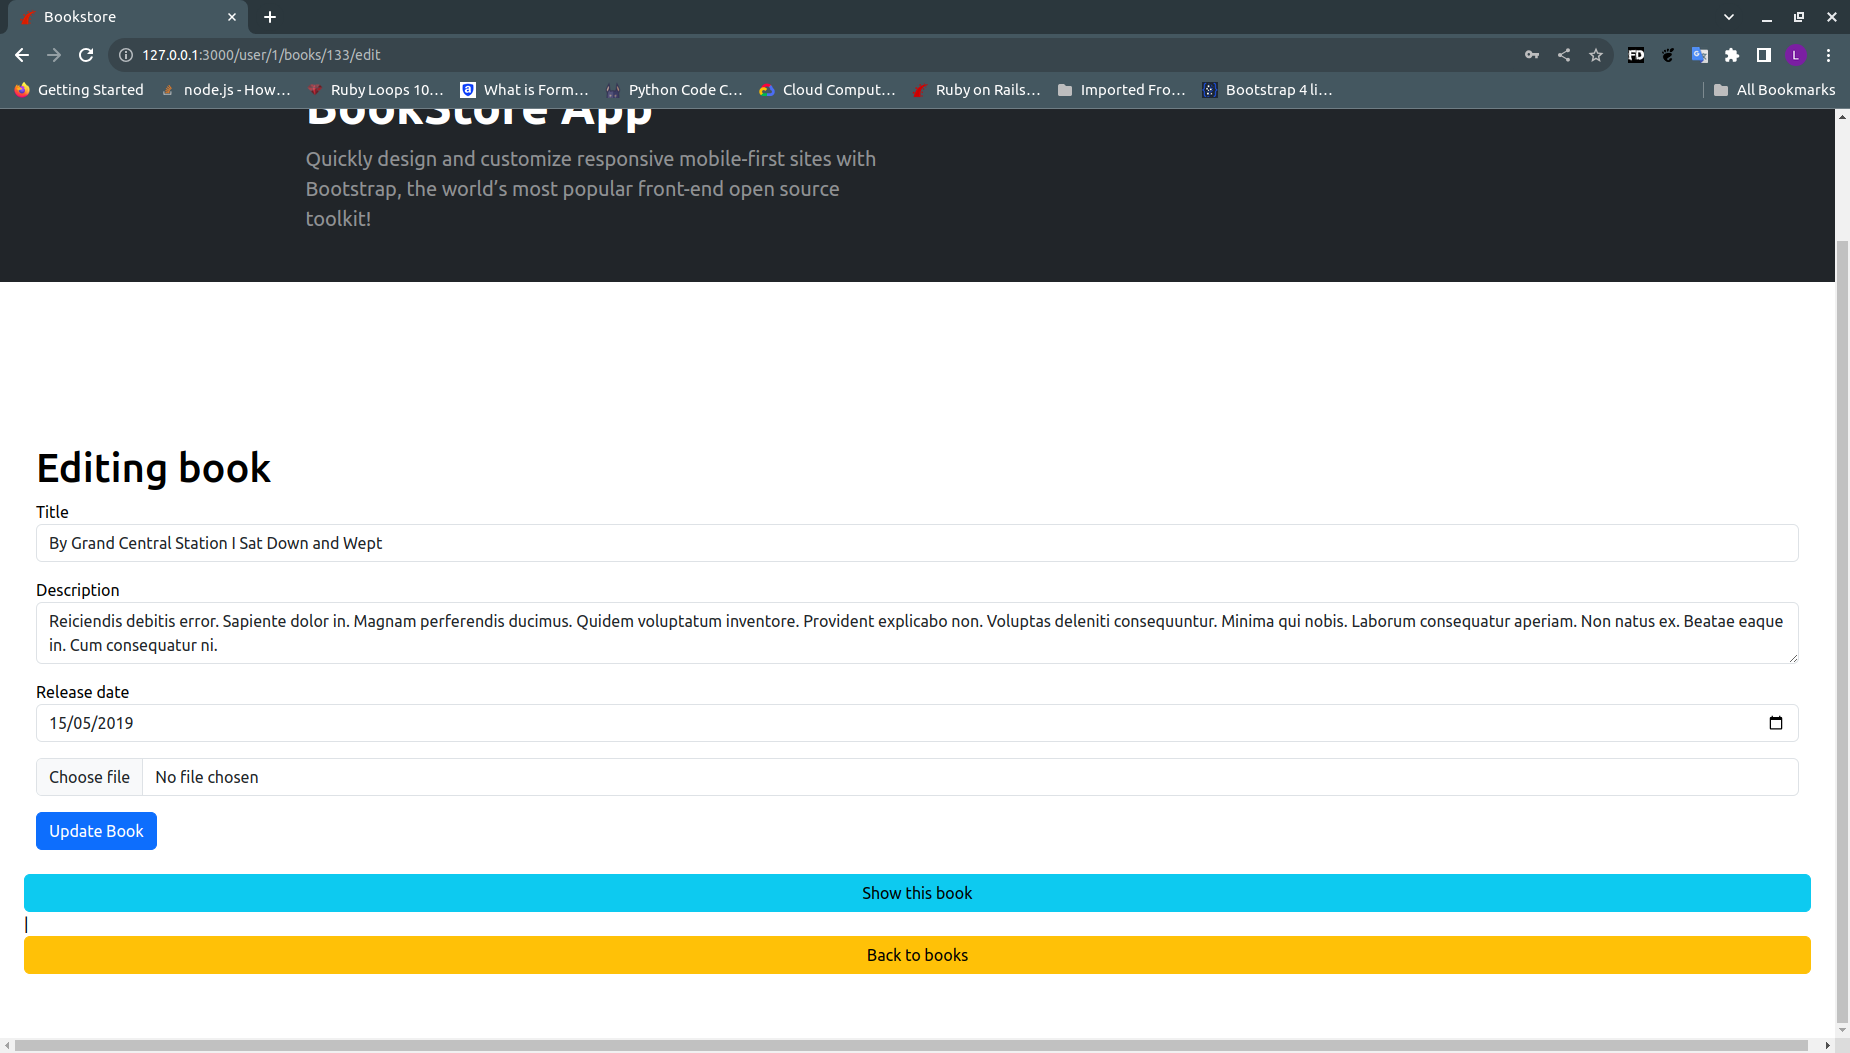 Bookstore
127.0.0.1:3000/user/1/books/133/edit
FD
L
Getting Started
node.js - How...
Ruby Loops 10...
What is Form...
Python Code C...
Cloud Comput...
Ruby on Rails...
Imported Fro...
Bootstrap 4 li...
All Bookmarks
BookStore App
Quickly design and customize responsive mobile-first sites with
Bootstrap, the world’s most popular front-end open source
toolkit!
Editing book
Title
By Grand Central Station I Sat Down and Wept
Description
Reiciendis debitis error. Sapiente dolor in. Magnam perferendis ducimus. Quidem voluptatum inventore. Provident explicabo non. Voluptas deleniti consequuntur. Minima qui nobis. Laborum consequatur aperiam. Non natus ex. Beatae eaque
in. Cum consequatur ni.
Release date
15/05/2019
Choose file No file chosen
Update Book
Show this book
|
Back to books